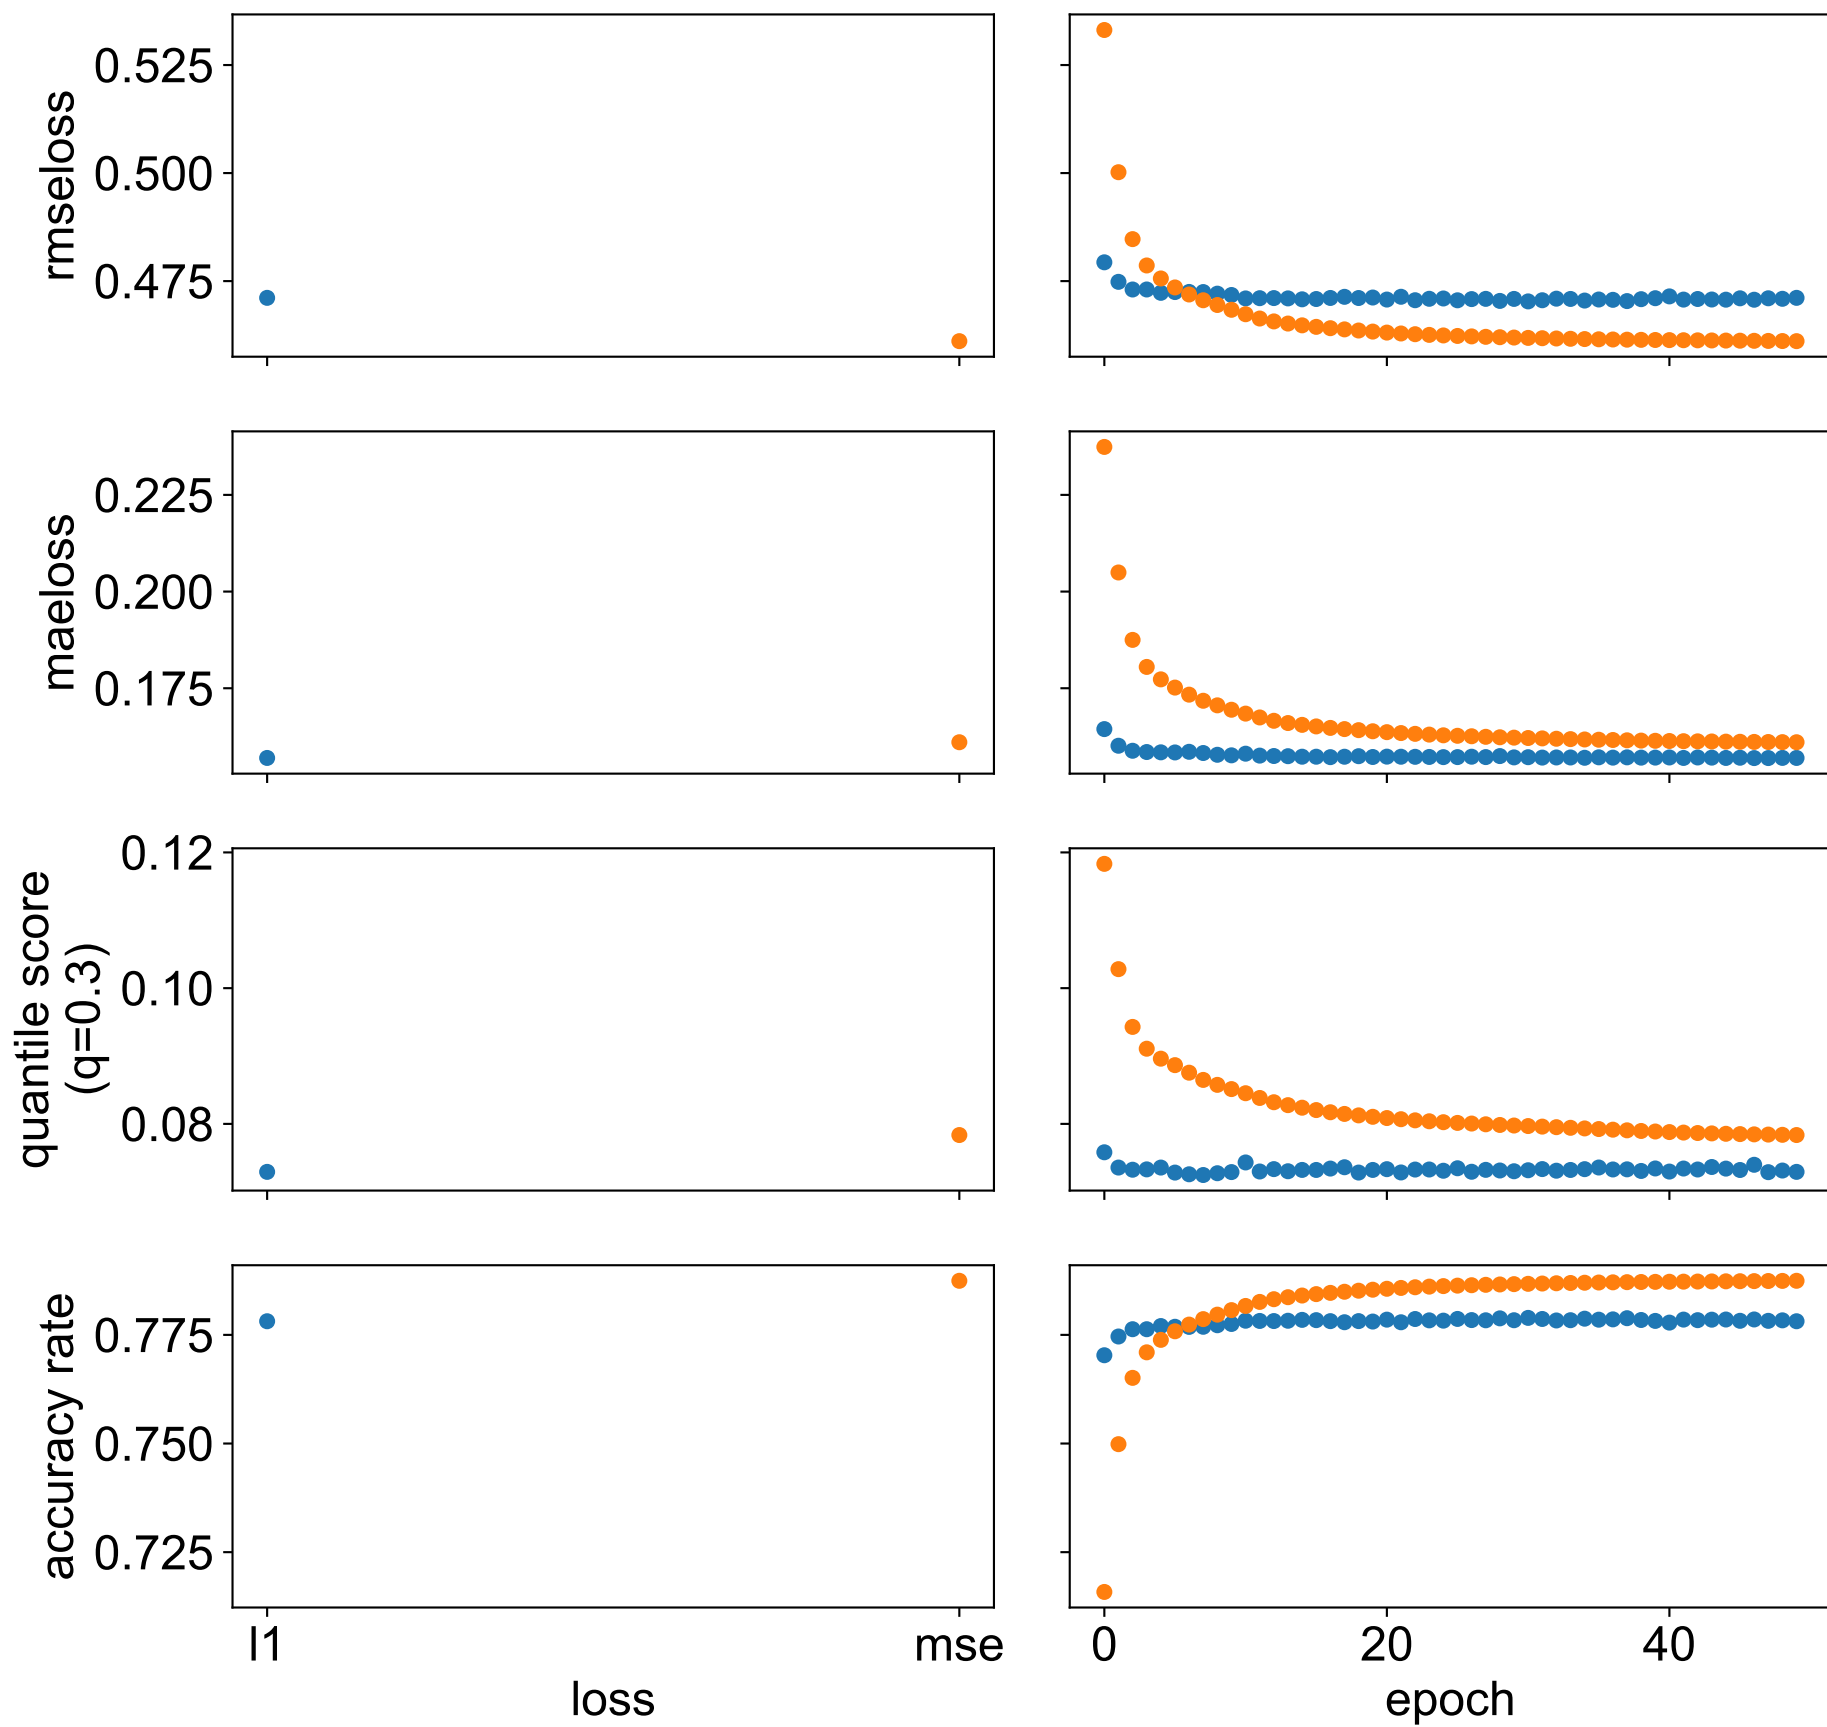 rmseloss
0.525
0.500
0.475
maeloss
0.225
0.200
0.175
quantile score
(q=0.3)
0.12
0.10
0.08
accuracy rate
0.775
0.750
0.725
l1
mse
loss
0
20
40
epoch